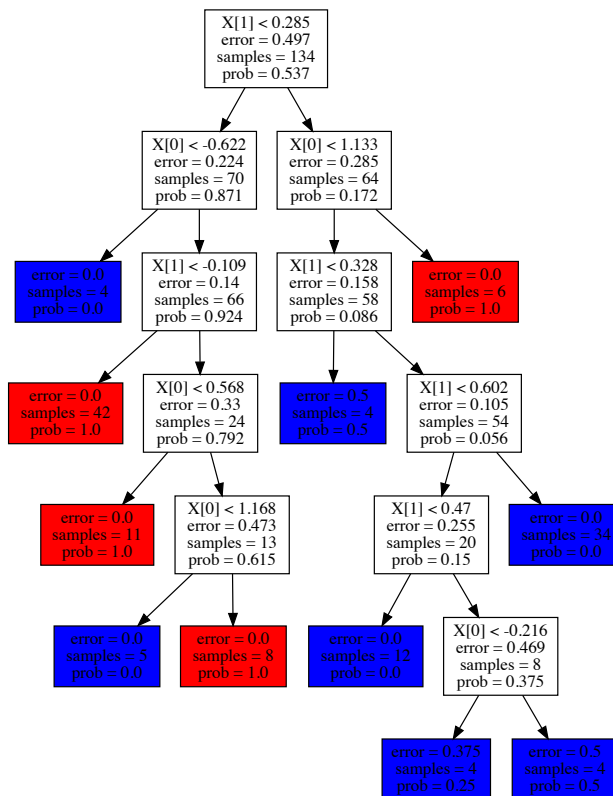 X[1] < 0.285
error = 0.497
samples = 134
prob = 0.537
X[0] < -0.622
error = 0.224
samples = 70
prob = 0.871
X[0] < 1.133
error = 0.285
samples = 64
prob = 0.172
error = 0.0
samples = 4
prob = 0.0
X[1] < -0.109
error = 0.14
samples = 66
prob = 0.924
X[1] < 0.328
error = 0.158
samples = 58
prob = 0.086
error = 0.0
samples = 6
prob = 1.0
error = 0.0
samples = 42
prob = 1.0
X[0] < 0.568
error = 0.33
samples = 24
prob = 0.792
error = 0.5
samples = 4
prob = 0.5
X[1] < 0.602
error = 0.105
samples = 54
prob = 0.056
error = 0.0
samples = 11
prob = 1.0
X[0] < 1.168
error = 0.473
samples = 13
prob = 0.615
X[1] < 0.47
error = 0.255
samples = 20
prob = 0.15
error = 0.0
samples = 34
prob = 0.0
error = 0.0
samples = 5
prob = 0.0
error = 0.0
samples = 8
prob = 1.0
error = 0.0
samples = 12
prob = 0.0
X[0] < -0.216
error = 0.469
samples = 8
prob = 0.375
error = 0.375
samples = 4
prob = 0.25
error = 0.5
samples = 4
prob = 0.5